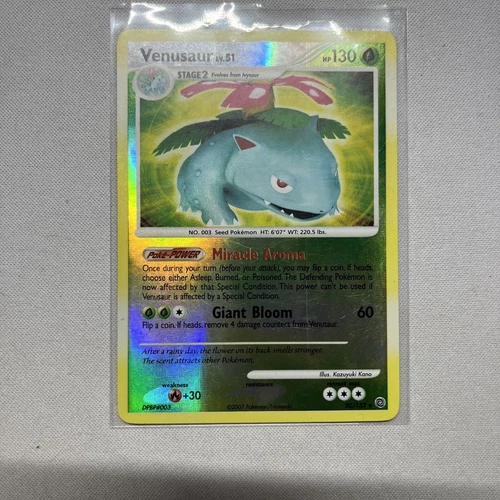 Venusaur LV.51 HP 130
STAGE 2 Evolves from Ivysaur
NO. 003 Seed Pokémon HT: 6'07" WT: 220.5 lbs.
Poké-POWER Miracle Aroma
Once during your turn (before your attack), you may flip a coin. If heads,
choose either Asleep, Burned, or Poisoned. The Defending Pokémon is
now affected by that Special Condition. This power can't be used if
Venusaur is affected by a Special Condition.
Giant Bloom 60
Flip a coin. If heads, remove 4 damage counters from Venusaur.
After a rainy day, the flower on its back smells stronger.
The scent attracts other Pokémon.
Illus. Kazuyuki Kano
weakness resistance retreat cost
+30
DPBP#003 ©2007 Pokémon/Nintendo